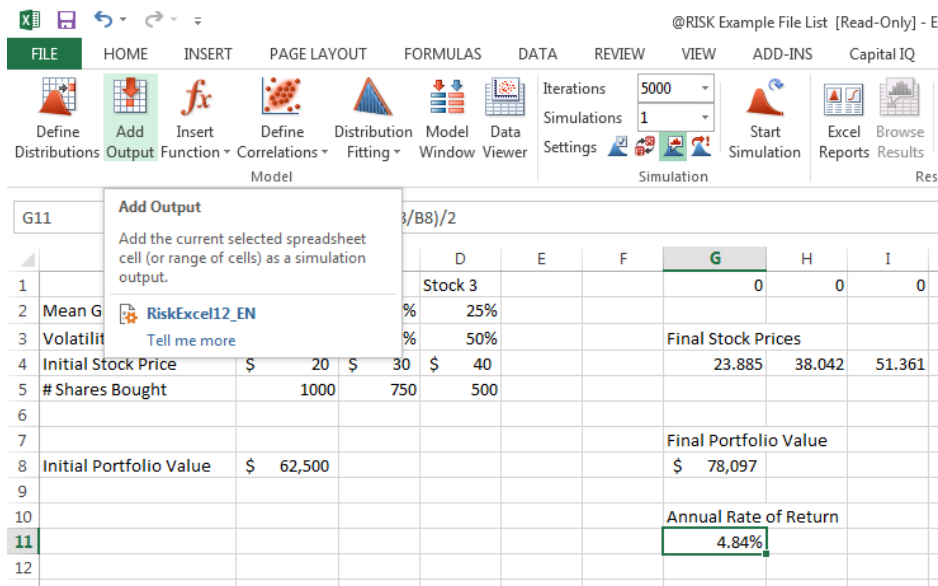 @RISK Example File List [Read-Only] - E
FILE HOME INSERT PAGE LAYOUT FORMULAS DATA REVIEW VIEW ADD-INS Capital IQ
Define Distributions
Add Output
Insert Function
Define Correlations
Distribution Fitting
Model Window
Data Viewer
Model
Iterations 5000
Simulations 1
Settings
Start Simulation
Simulation
Excel Reports
Browse Results
Res
G11 /B8)/2
Add Output
Add the current selected spreadsheet
cell (or range of cells) as a simulation
output.
RiskExcel12_EN
Tell me more
D E F G H I
1 Stock 3 0 0 0
2 Mean G % 25%
3 Volatilit % 50% Final Stock Prices
4 Initial Stock Price $ 20 $ 30 $ 40 23.885 38.042 51.361
5 # Shares Bought 1000 750 500
6
7 Final Portfolio Value
8 Initial Portfolio Value $ 62,500 $ 78,097
9
10 Annual Rate of Return
11 4.84%
12